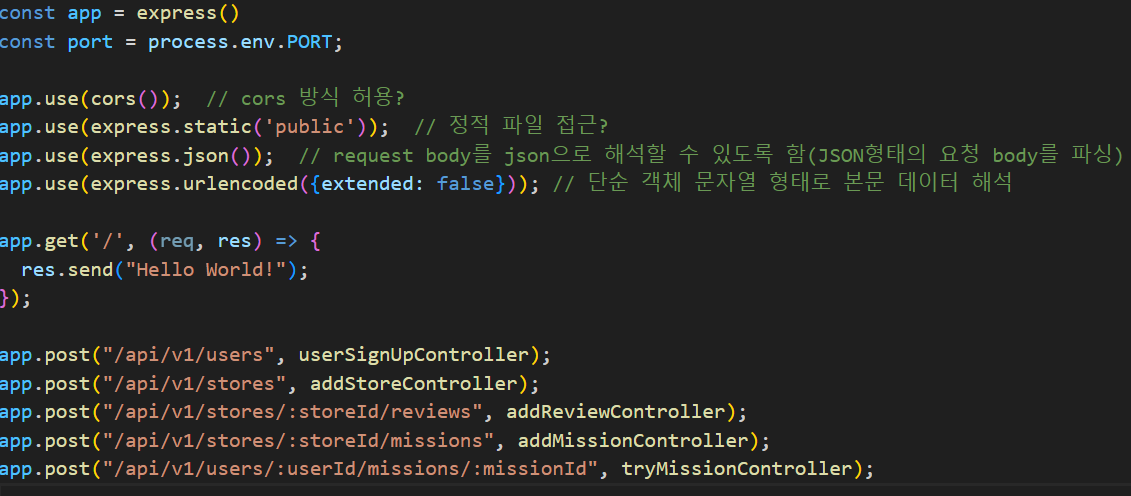 const app = express()
const port = process.env.PORT;
app.use(cors());  // cors 방식 허용?
app.use(express.static('public'));  // 정적 파일 접근?
app.use(express.json());  // request body를 json으로 해석할 수 있도록 함(JSON형태의 요청 body를 파싱)
app.use(express.urlencoded({extended: false})); // 단순 객체 문자열 형태로 본문 데이터 해석
app.get('/', (req, res) => {
  res.send("Hello World!");
});
app.post("/api/v1/users", userSignUpController);
app.post("/api/v1/stores", addStoreController);
app.post("/api/v1/stores/:storeId/reviews", addReviewController);
app.post("/api/v1/stores/:storeId/missions", addMissionController);
app.post("/api/v1/users/:userId/missions/:missionId", tryMissionController);